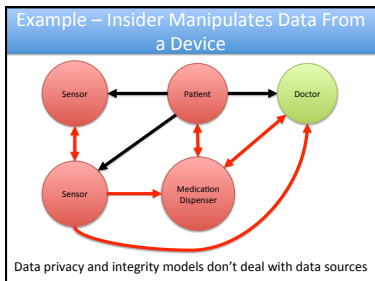 Example – Insider Manipulates Data From
a Device
Sensor
Patient
Doctor
Sensor
Medication
Dispenser
Data privacy and integrity models don't deal with data sources